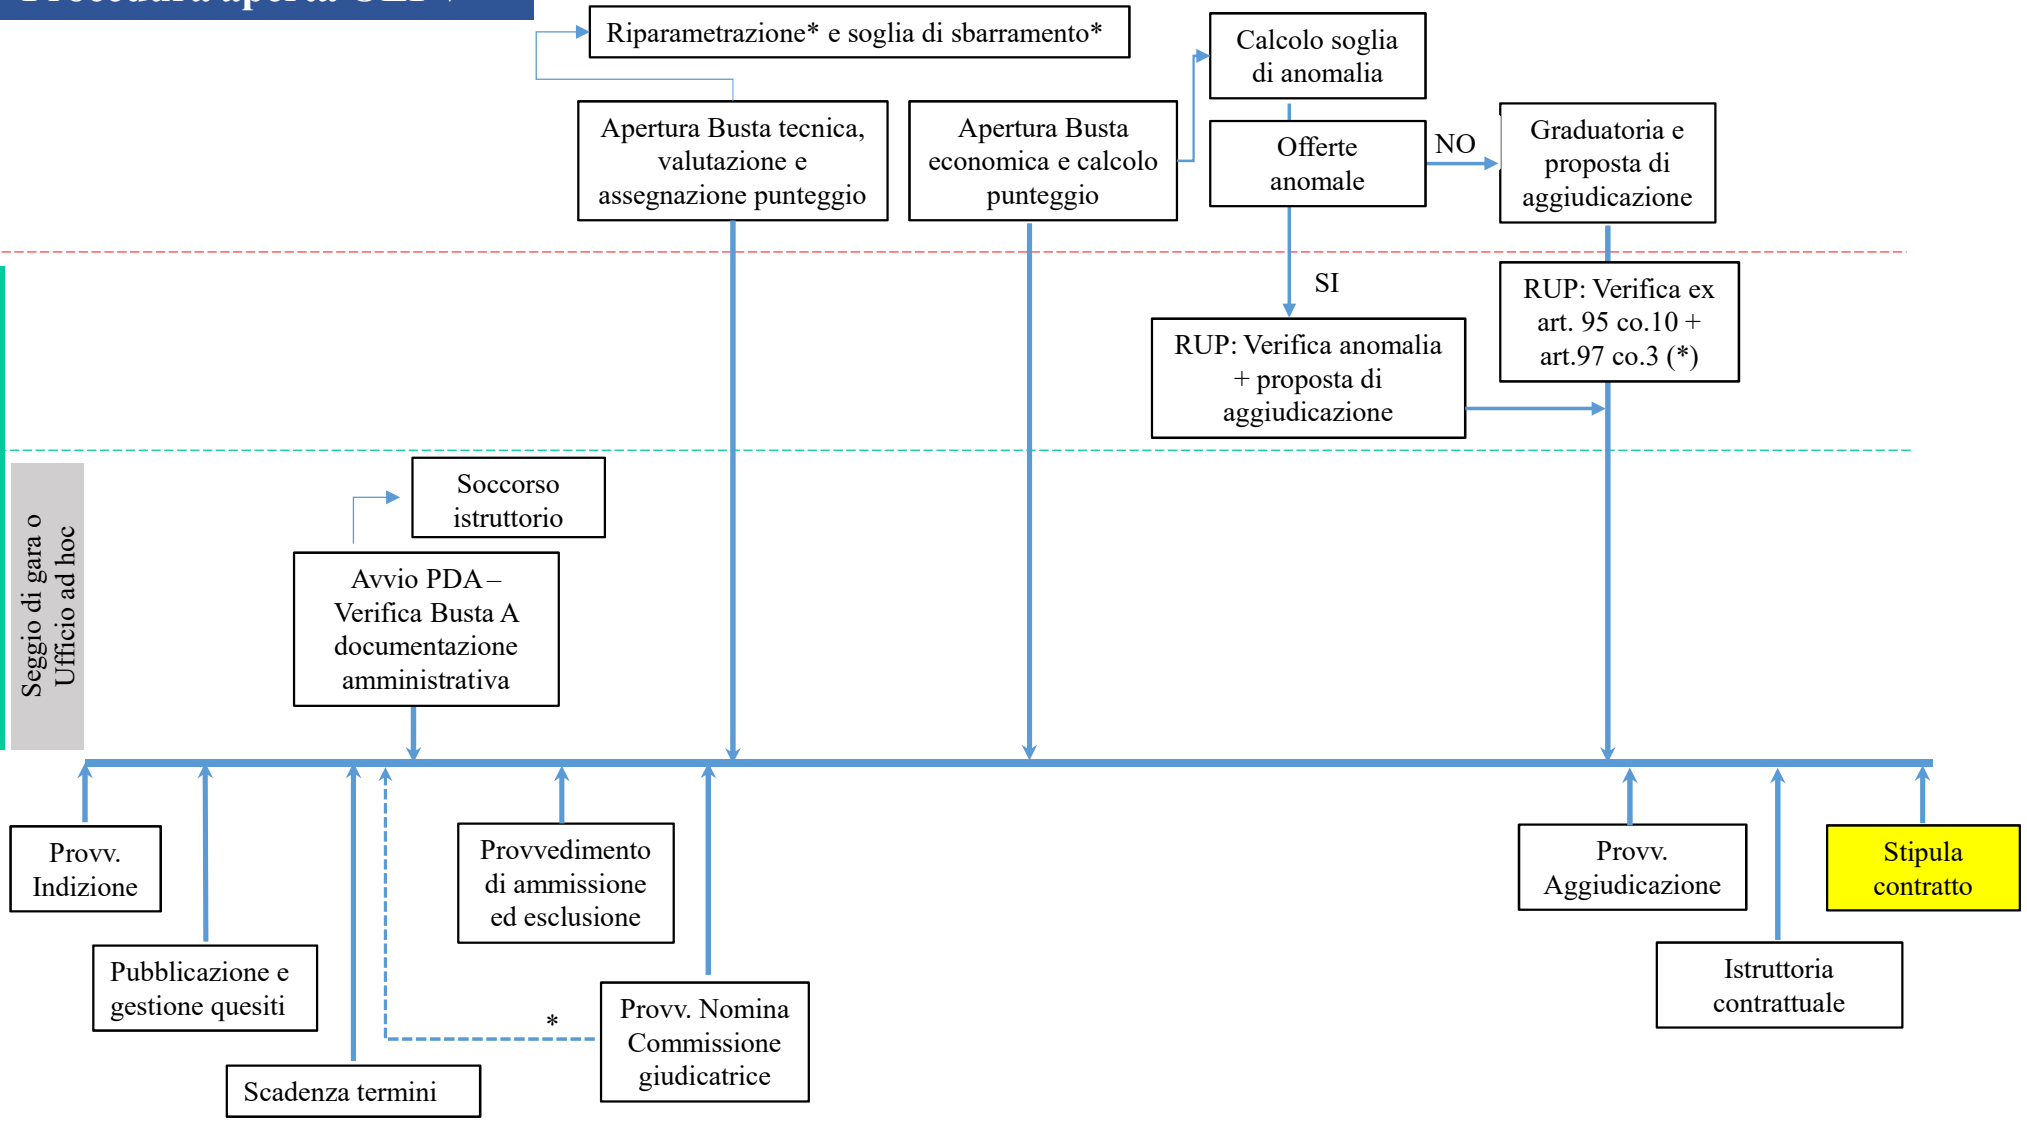 Procedura aperta OEPV
Riparametrazione* e soglia di sbarramento*
Calcolo soglia
di anomalia
Apertura Busta tecnica,
valutazione e
assegnazione punteggio
Apertura Busta
economica e calcolo
punteggio
Offerte
anomale
NO
Graduatoria e
proposta di
aggiudicazione
SI
RUP: Verifica ex
art. 95 co.10 +
art.97 co.3 (*)
RUP: Verifica anomalia
+ proposta di
aggiudicazione
Seggio di gara o
Ufficio ad hoc
Soccorso
istruttorio
Avvio PDA –
Verifica Busta A
documentazione
amministrativa
Provv.
Indizione
Pubblicazione e
gestione quesiti
Scadenza termini
Provvedimento
di ammissione
ed esclusione
*
Provv. Nomina
Commissione
giudicatrice
Provv.
Aggiudicazione
Istruttoria
contrattuale
Stipula
contratto